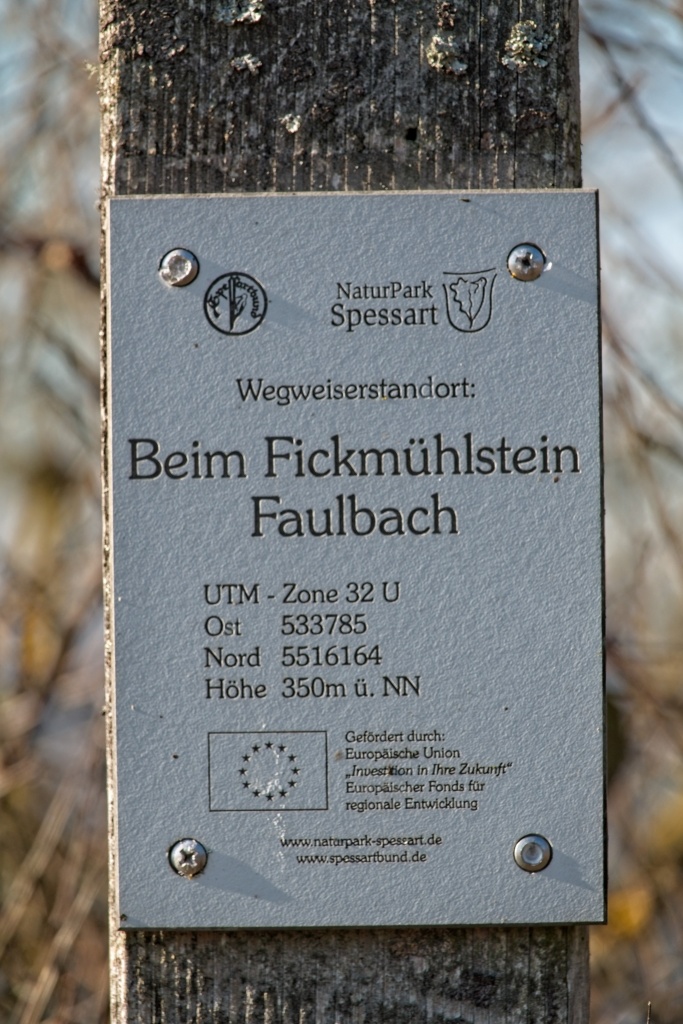 Spessartbund
NaturPark
Spessart
Wegweiserstandort:
Beim Fickmühlstein
Faulbach
UTM - Zone 32 U
Ost 533785
Nord 5516164
Höhe 350m ü. NN
Gefördert durch:
Europäische Union
„Investition in Ihre Zukunft"
Europäischer Fonds für
regionale Entwicklung
www.naturpark-spessart.de
www.spessartbund.de